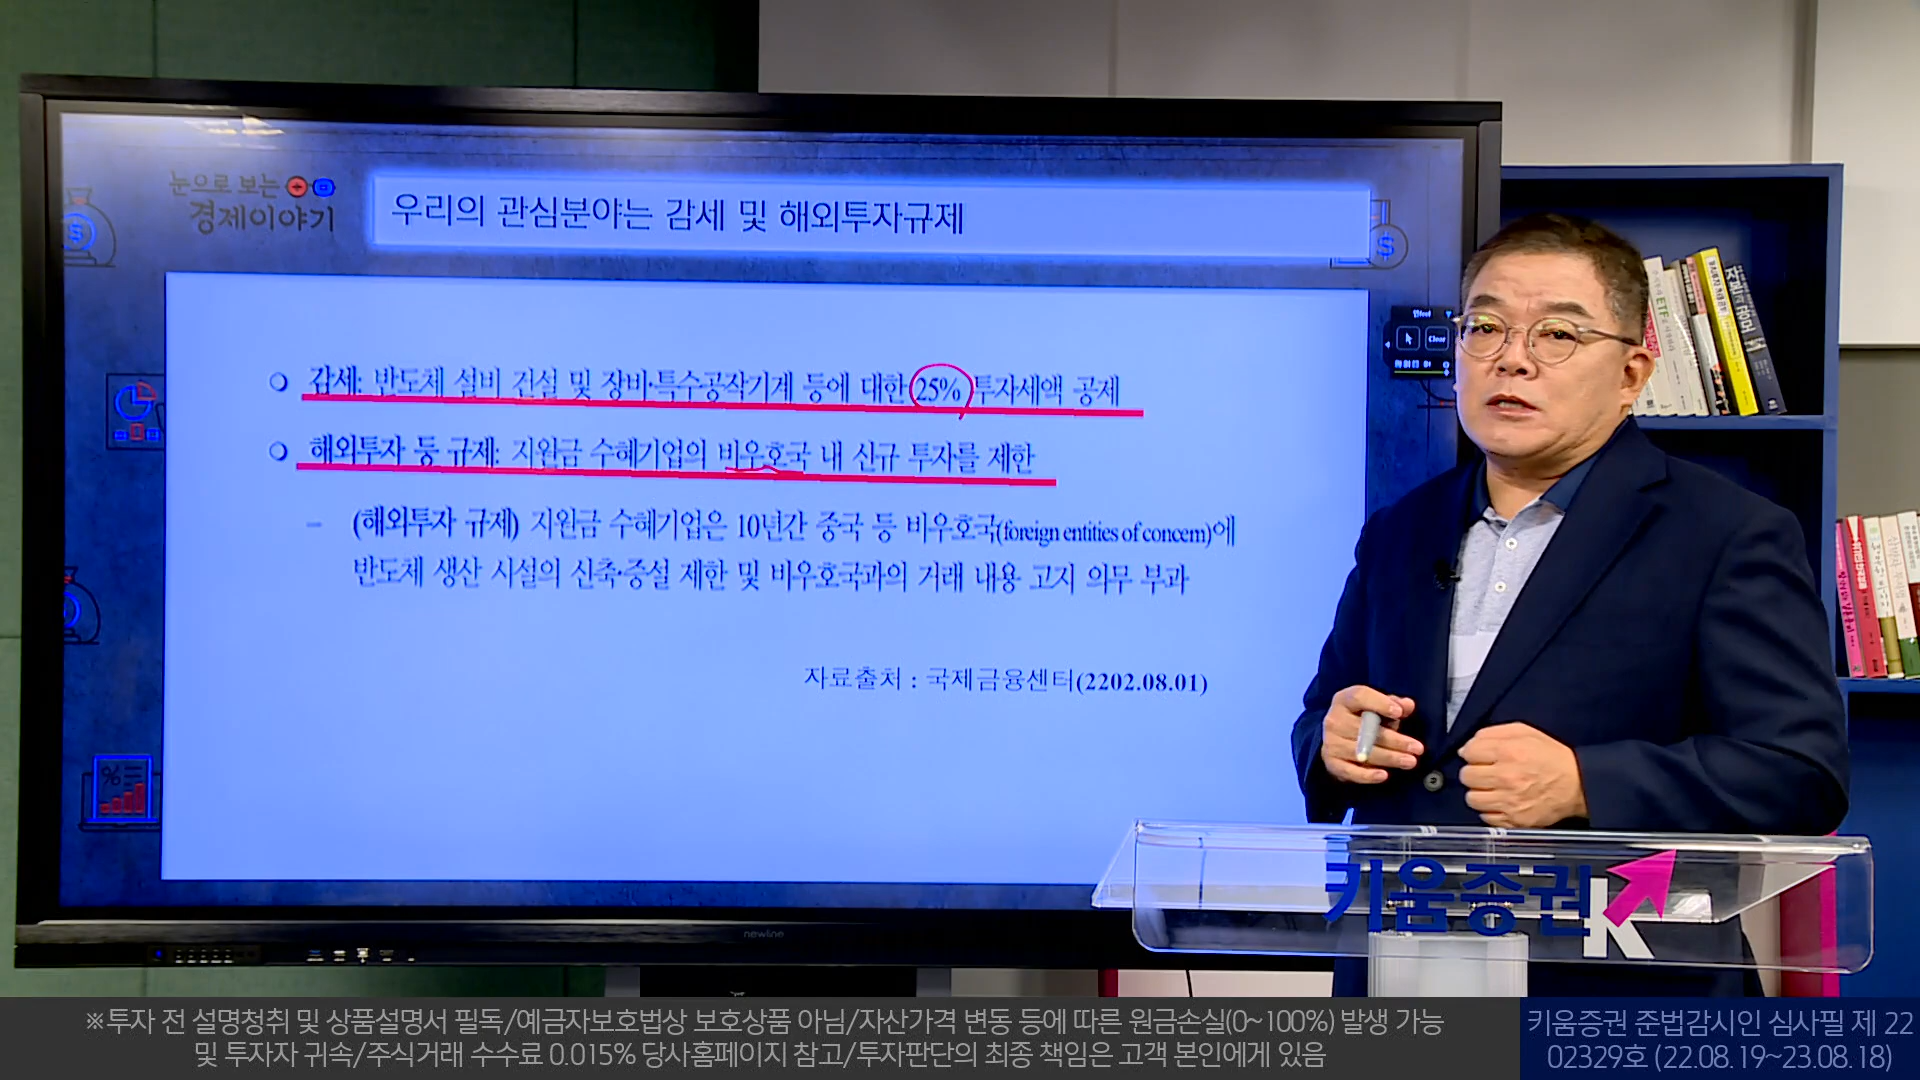 눈으로 보는
경제이야기
우리의 관심분야는 감세 및 해외투자규제
감세: 반도체 설비 건설 및 장비·특수공작기계 등에 대한 25% 투자세액 공제
해외투자 등 규제: 지원금 수혜기업의 비우호국 내 신규 투자를 제한
- (해외투자 규제) 지원금 수혜기업은 10년간 중국 등 비우호국(foreign entities of concern)에
반도체 생산 시설의 신축·증설 제한 및 비우호국과의 거래 내용 고지 의무 부과
자료출처 : 국제금융센터(2202.08.01)
Clear
ETF
newline
키움증권
K
※투자 전 설명청취 및 상품설명서 필독/예금자보호법상 보호상품 아님/자산가격 변동 등에 따른 원금손실(0~100%) 발생 가능
및 투자자 귀속/주식거래 수수료 0.015% 당사홈페이지 참고/투자판단의 최종 책임은 고객 본인에게 있음
키움증권 준법감시인 심사필 제 22
02329호 (22.08.19~23.08.18)